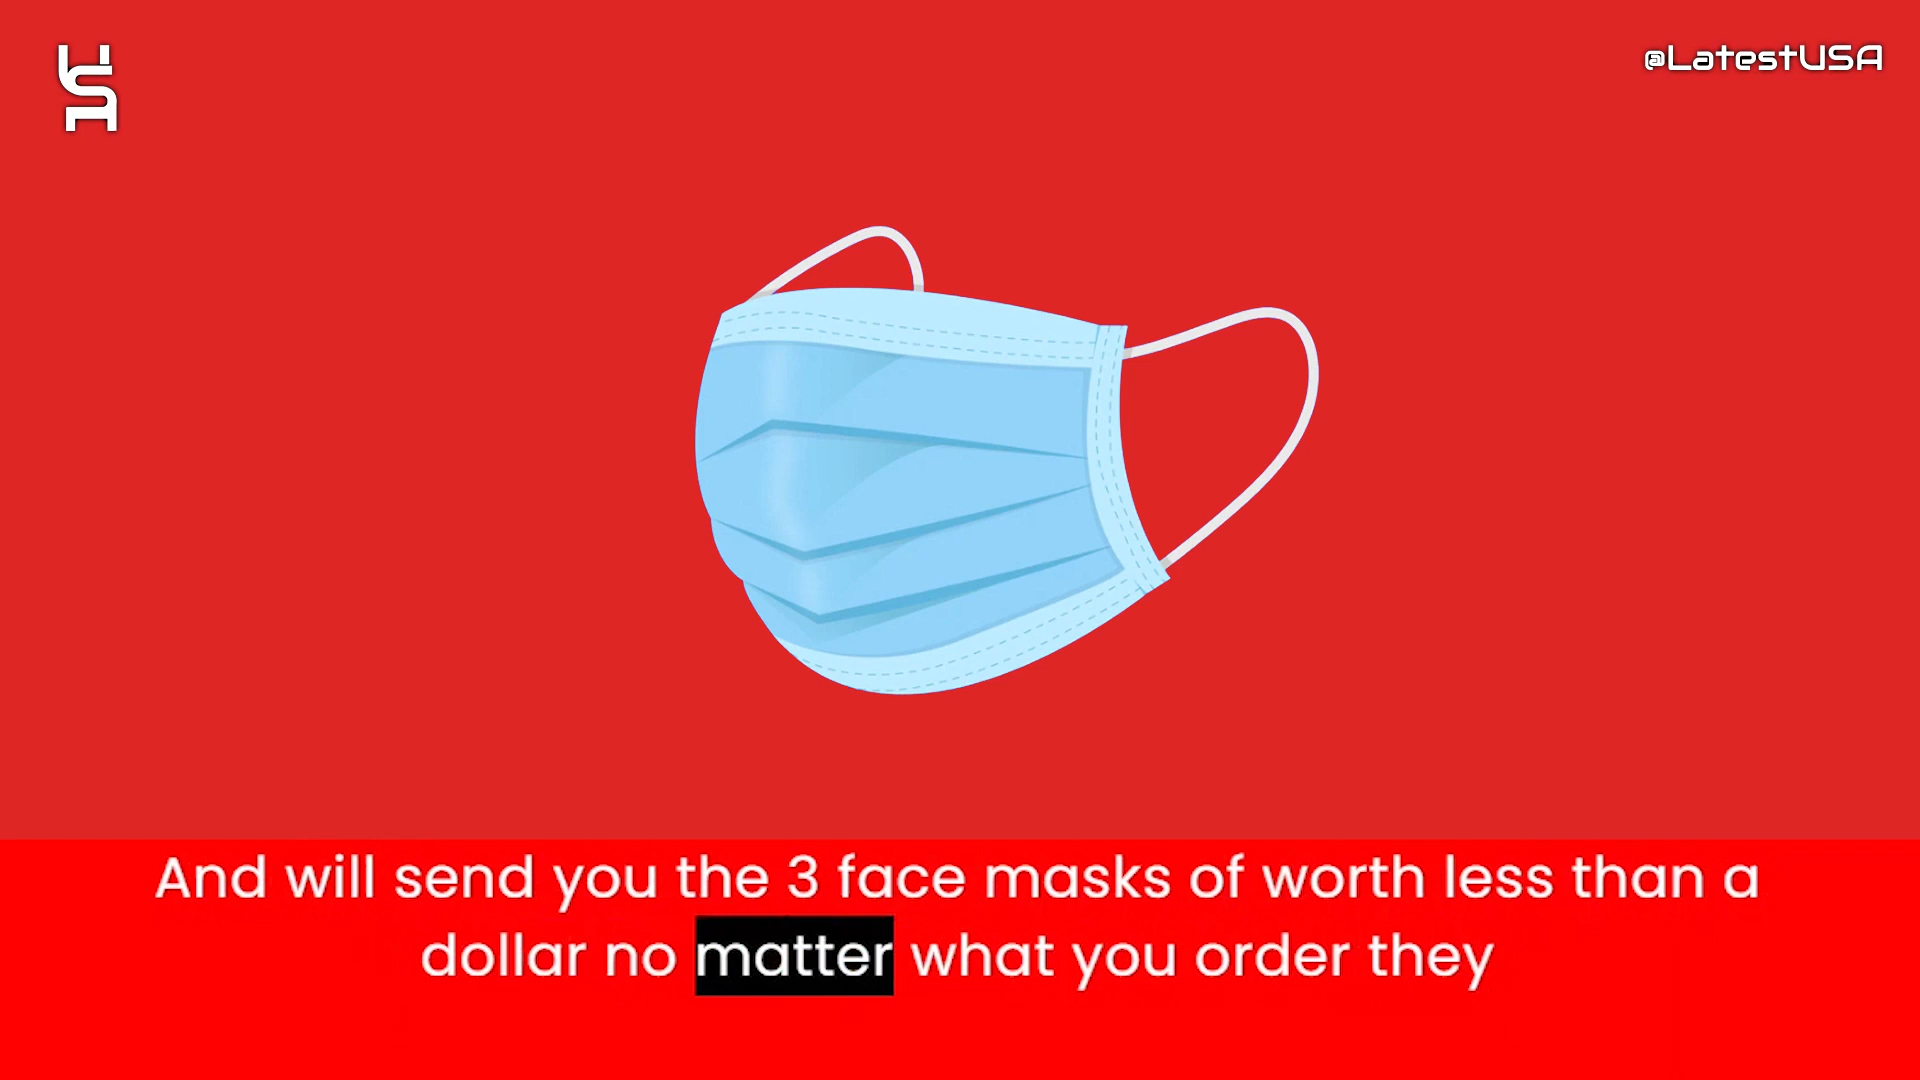 USA
@LatestUSA
And will send you the 3 face masks of worth less than a
dollar no matter what you order they